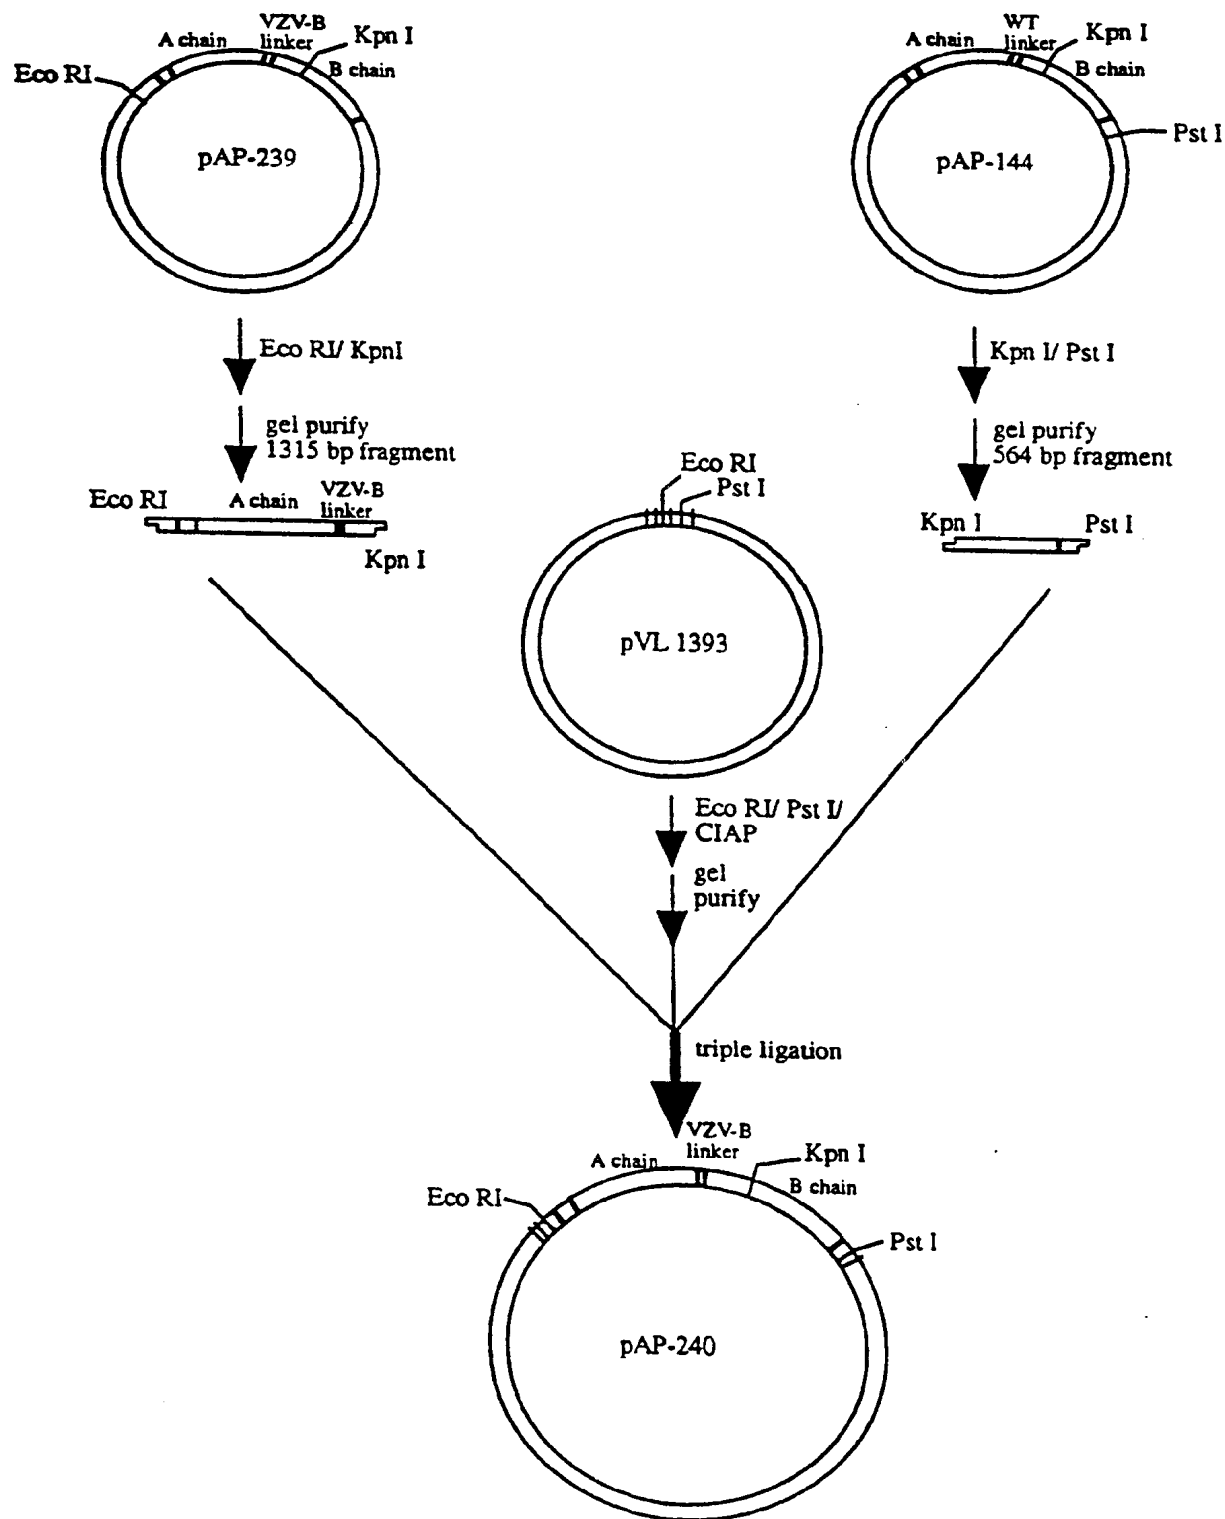 A chain
VZV-B
linker
Kpn I
Eco RI
B chain
pAP-239
A chain
WT
linker
Kpn I
B chain
Pst I
pAP-144
Eco RI/ KpnI
gel purify
1315 bp fragment
Eco RI
A chain
VZV-B
linker
Kpn I
Kpn I/ Pst I
gel purify
564 bp fragment
Kpn I
Pst I
Eco RI
Pst I
pVL 1393
Eco RI/ Pst I/
CIAP
gel
purify
triple ligation
VZV-B
linker
A chain
Kpn I
B chain
Eco RI
Pst I
pAP-240